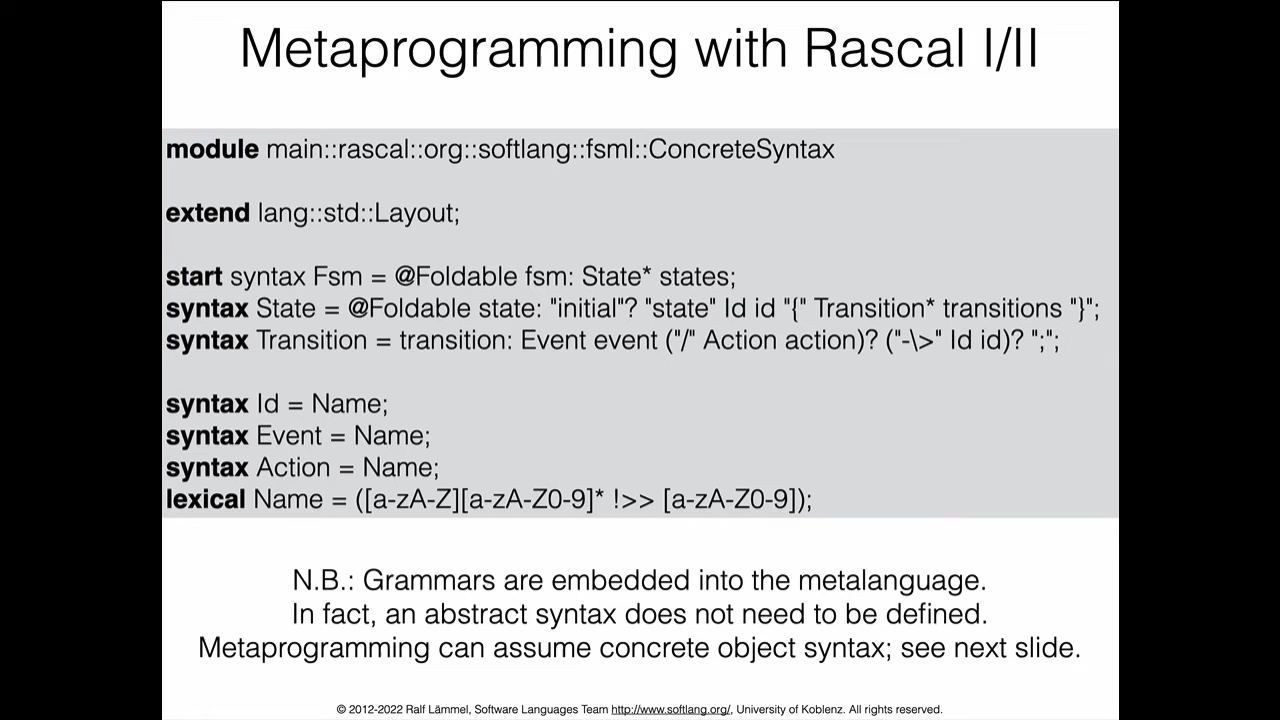 Metaprogramming with Rascal I/II
module main::rascal::org::softlang::fsml::ConcreteSyntax
extend lang::std::Layout;
start syntax Fsm = @Foldable fsm: State* states;
syntax State = @Foldable state: "initial"? "state" Id id "{" Transition* transitions "}";
syntax Transition = transition: Event event ("/" Action action)? ("-\>" Id id)? ";";
syntax Id = Name;
syntax Event = Name;
syntax Action = Name;
lexical Name = ([a-zA-Z][a-zA-Z0-9]* !>> [a-zA-Z0-9]);
N.B.: Grammars are embedded into the metalanguage.
In fact, an abstract syntax does not need to be defined.
Metaprogramming can assume concrete object syntax; see next slide.
© 2012-2022 Ralf Lämmel, Software Languages Team http://www.softlang.org/, University of Koblenz. All rights reserved.